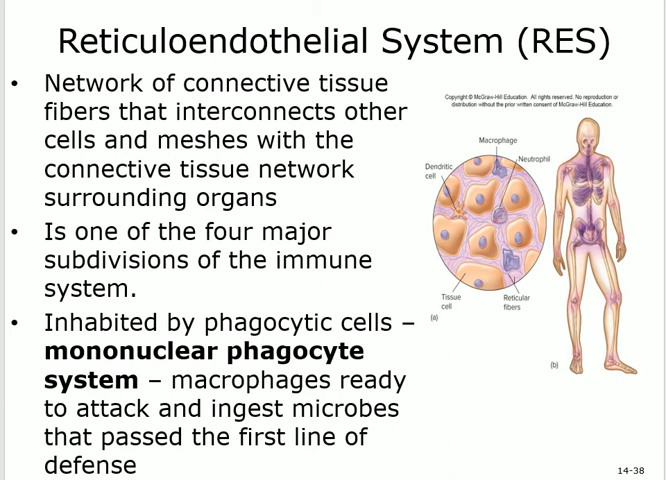 Reticuloendothelial System (RES)
• Network of connective tissue
fibers that interconnects other
cells and meshes with the
connective tissue network
surrounding organs
• Is one of the four major
subdivisions of the immune
system.
• Inhabited by phagocytic cells –
mononuclear phagocyte
system – macrophages ready
to attack and ingest microbes
that passed the first line of
defense
Copyright © McGraw-Hill Education. All rights reserved. No reproduction or
distribution without the prior written consent of McGraw-Hill Education.
Macrophage
Neutrophil
Dendritic
cell
Tissue
cell
Reticular
fibers
(a)
(b)
14-38